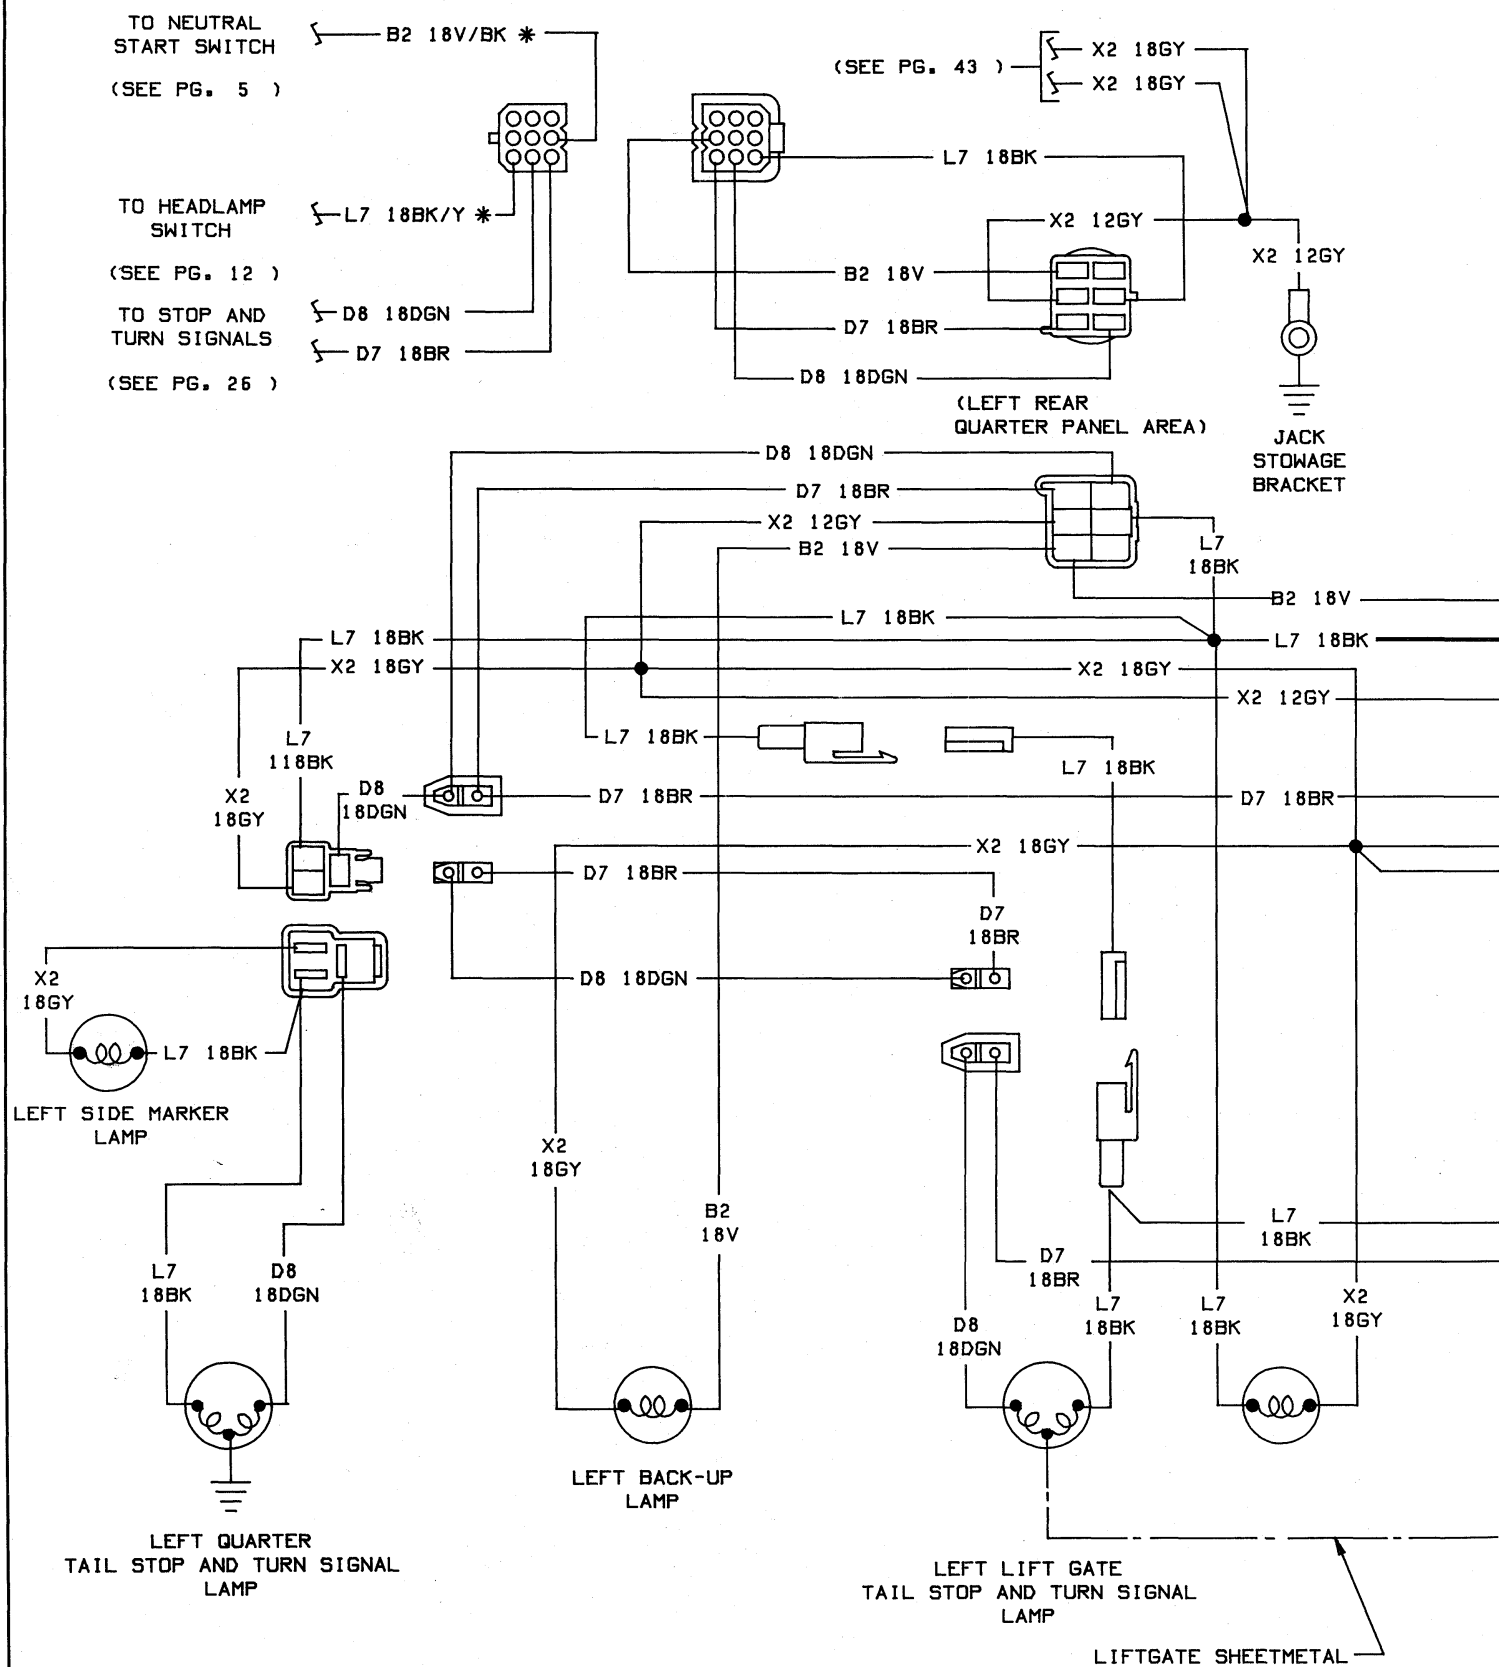 TO NEUTRAL
START SWITCH
(SEE PG. 5 )
B2 18V/BK *
(SEE PG. 43 )
X2 18GY
X2 18GY
L7 18BK
TO HEADLAMP
SWITCH
(SEE PG. 12 )
L7 18BK/Y *
X2 12GY
X2 12GY
B2 18V
TO STOP AND
TURN SIGNALS
(SEE PG. 26 )
D8 18DGN
D7 18BR
D7 18BR
D8 18DGN
(LEFT REAR
QUARTER PANEL AREA)
JACK
STOWAGE
BRACKET
D8 18DGN
D7 18BR
X2 12GY
B2 18V
L7
18BK
B2 18V
L7 18BK
L7 18BK
L7 18BK
X2 18GY
X2 18GY
X2 12GY
L7
118BK
L7 18BK
L7 18BK
X2
18GY
D8
18DGN
D7 18BR
D7 18BR
X2 18GY
D7 18BR
D7
18BR
X2
18GY
D8 18DGN
L7 18BK
LEFT SIDE MARKER
LAMP
X2
18GY
B2
18V
L7
18BK
D7
18BR
L7
18BK
D8
18DGN
D8
18DGN
L7
18BK
L7
18BK
X2
18GY
LEFT BACK-UP
LAMP
LEFT QUARTER
TAIL STOP AND TURN SIGNAL
LAMP
LEFT LIFT GATE
TAIL STOP AND TURN SIGNAL
LAMP
LIFTGATE SHEETMETAL